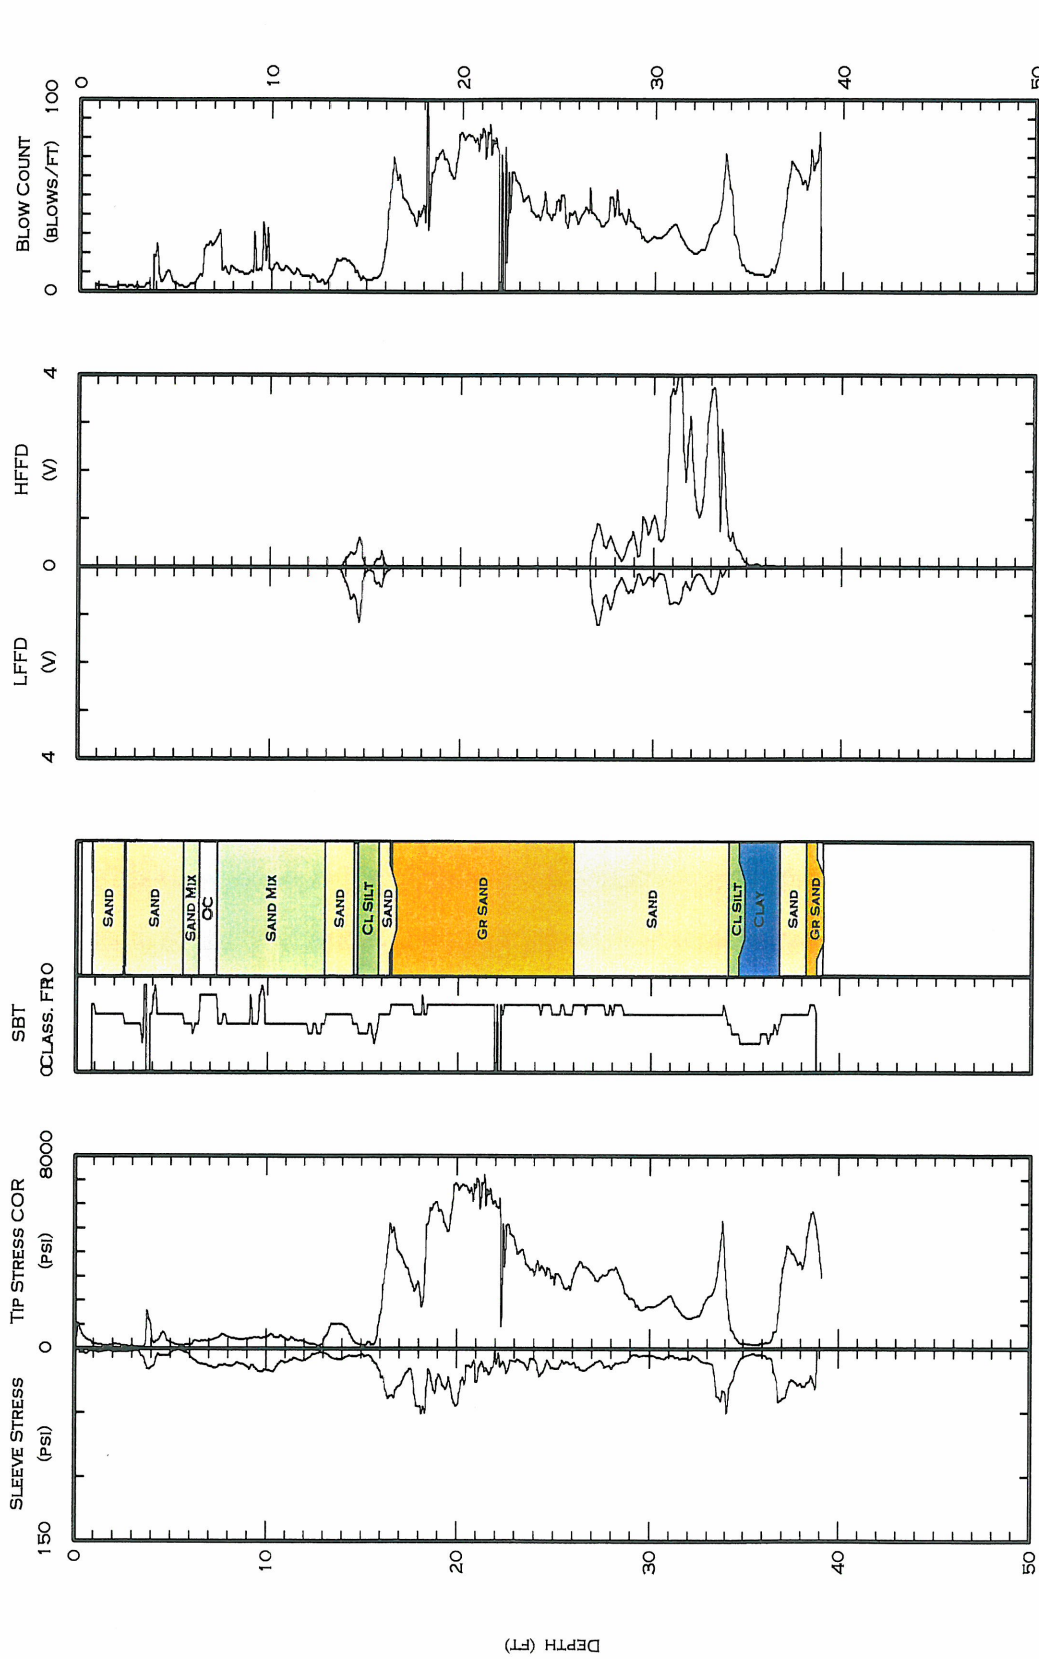 BLOW COUNT
(BLOWS/FT)
0
100
0
10
20
30
40
50
HFFD
(V)
0
4
LFFD
(V)
4
SBT
CLASS. FR
SAND
SAND
SAND MIX
OC
SAND MIX
SAND
CL SILT
SAND
GR SAND
SAND
CL SILT
CLAY
SAND
GR SAND
TIP STRESS COR
(PSI)
0
8000
SLEEVE STRESS
(PSI)
150
0
10
20
30
40
50
DEPTH (FT)